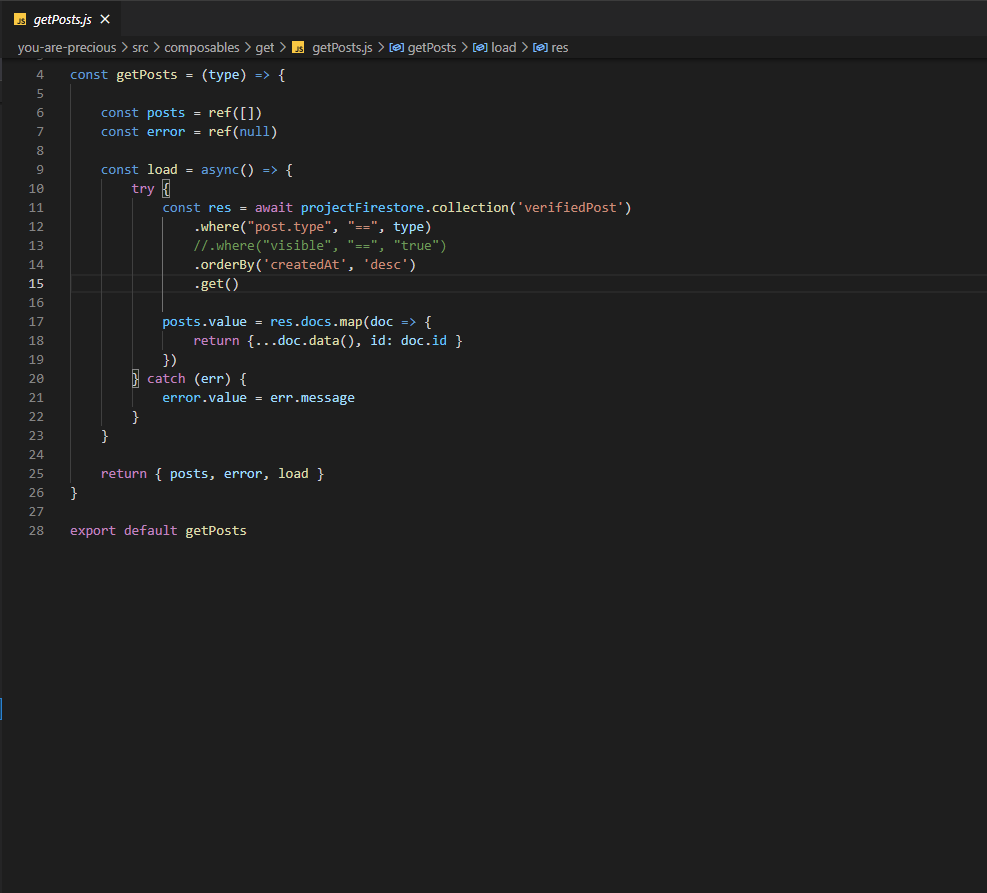 JS getPosts.js ×
you-are-precious > src > composables > get > JS getPosts.js > getPosts > load > res
4 const getPosts = (type) => {
5
6 const posts = ref([])
7 const error = ref(null)
8
9 const load = async() => {
10 try {
11 const res = await projectFirestore.collection('verifiedPost')
12 .where("post.type", "==", type)
13 //.where("visible", "==", "true")
14 .orderBy('createdAt', 'desc')
15 .get()
16
17 posts.value = res.docs.map(doc => {
18 return {...doc.data(), id: doc.id }
19 })
20 } catch (err) {
21 error.value = err.message
22 }
23 }
24
25 return { posts, error, load }
26 }
27
28 export default getPosts